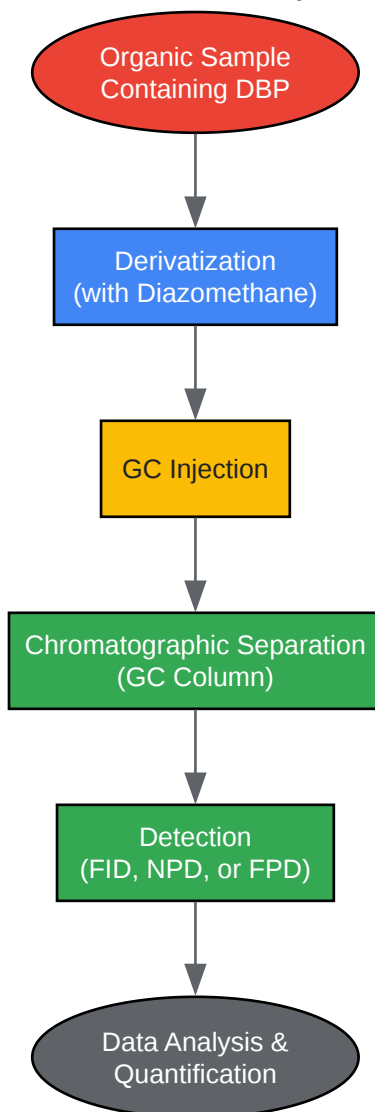 Organic Sample
Containing DBP
Derivatization
(with Diazomethane)
GC Injection
Chromatographic Separation
(GC Column)
Detection
(FID, NPD, or FPD)
Data Analysis &
Quantification